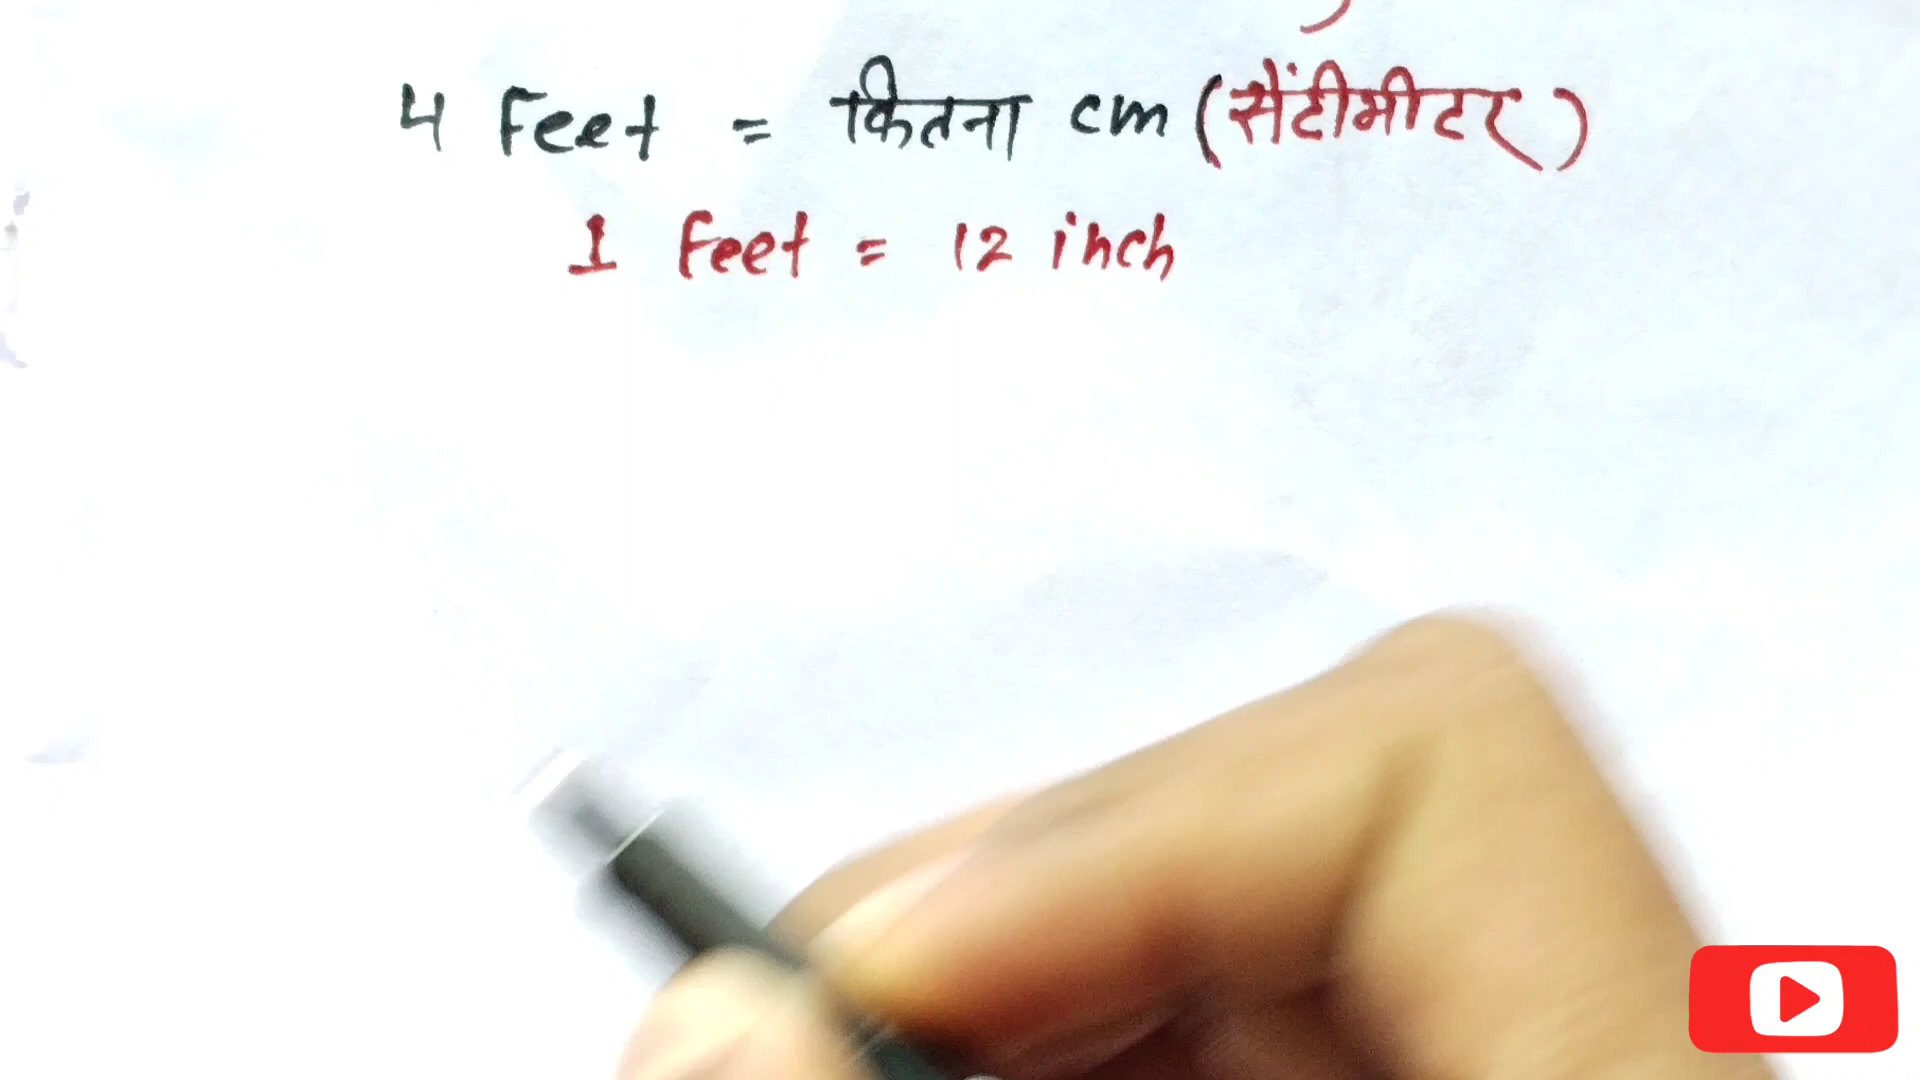 4 Feet = कितना cm (सैंटीमीटर)
1 Feet = 12 inch